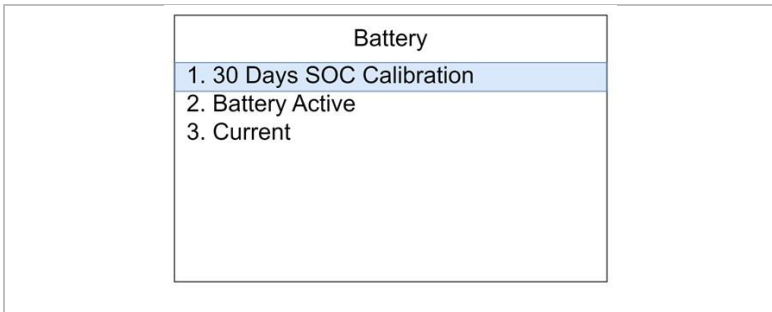 Battery
1. 30 Days SOC Calibration
2. Battery Active
3. Current